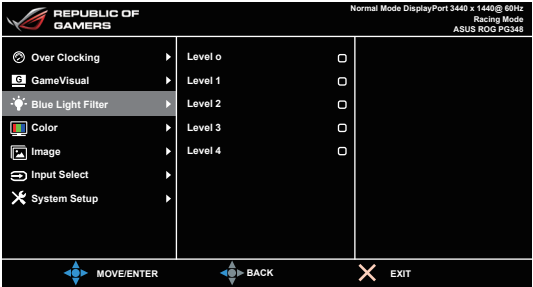 REPUBLIC OF
GAMERS
Normal Mode DisplayPort 3440 x 1440@ 60Hz
Racing Mode
ASUS ROG PG348
Over Clocking
G GameVisual
Blue Light Filter
Color
Image
Input Select
System Setup
Level o
Level 1
Level 2
Level 3
Level 4
MOVE/ENTER
BACK
EXIT